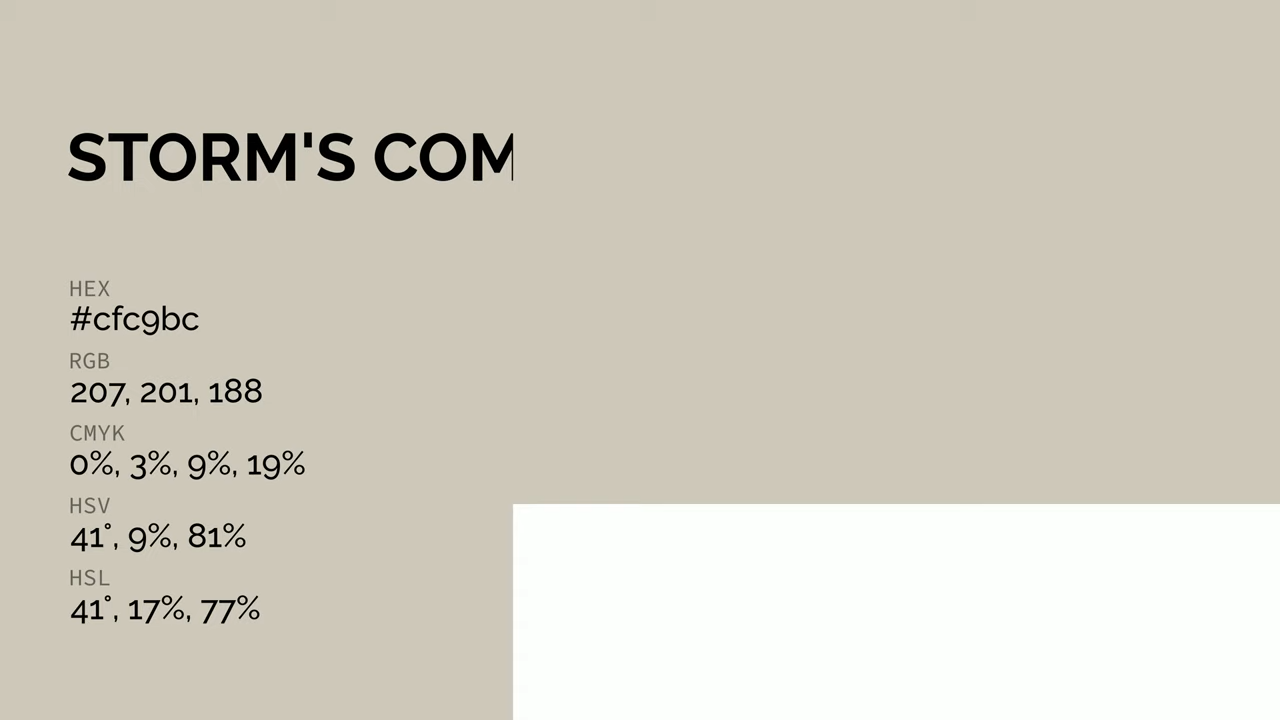 STORM'S COM
HEX
#cfc9bc
RGB
207, 201, 188
CMYK
0%, 3%, 9%, 19%
HSV
41°, 9%, 81%
HSL
41°, 17%, 77%